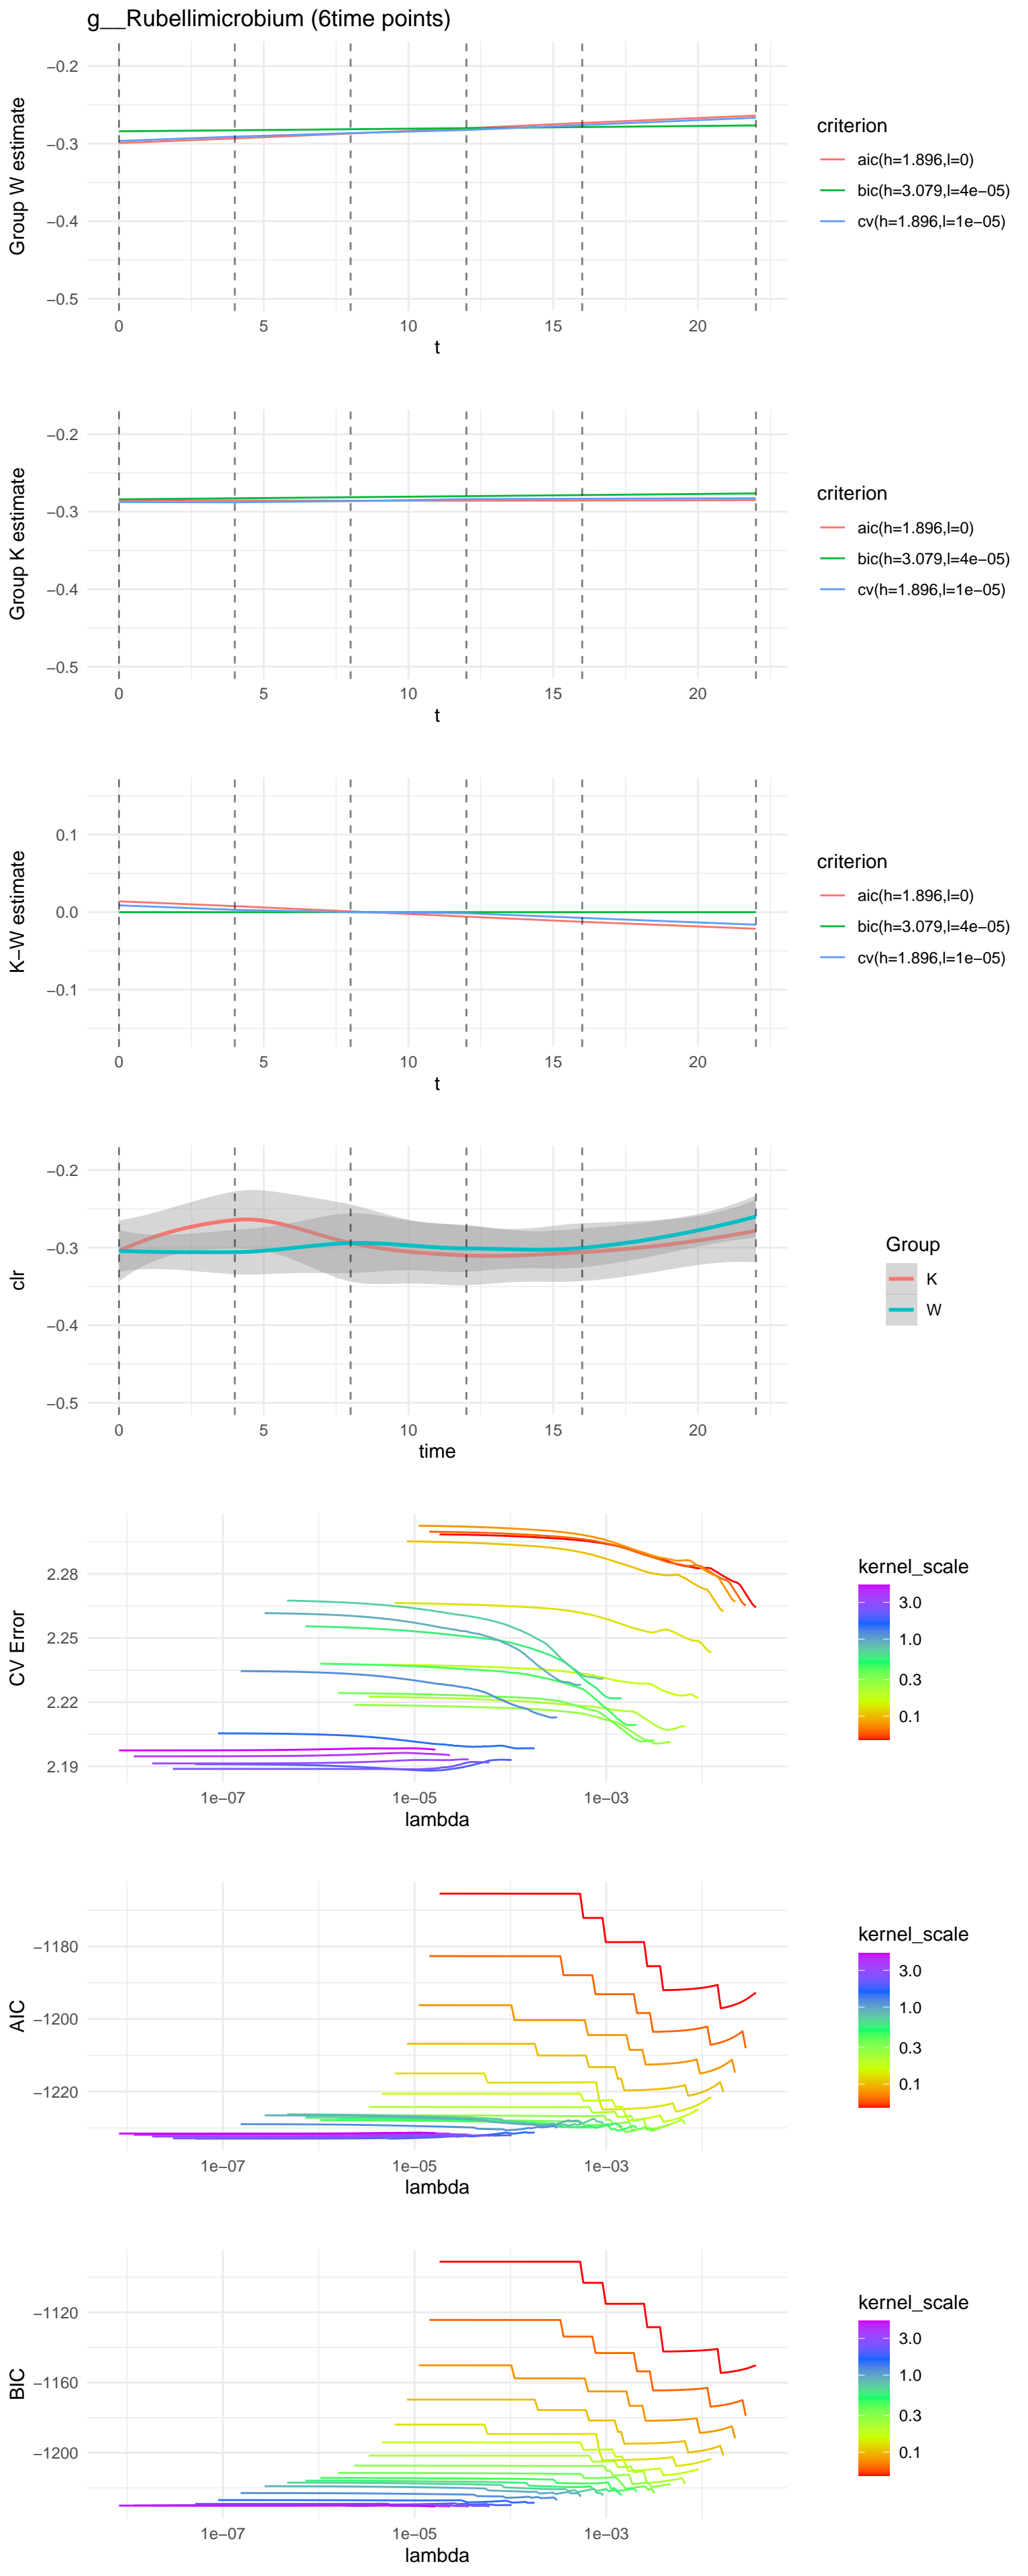 g__Rubellimicrobium (6time points)
−0.2
−0.3
−0.4
−0.5
Group W estimate
0 5 10 15 20
t
criterion
aic(h=1.896,l=0)
bic(h=3.079,l=4e−05)
cv(h=1.896,l=1e−05)
−0.2
−0.3
−0.4
−0.5
Group K estimate
0 5 10 15 20
t
criterion
aic(h=1.896,l=0)
bic(h=3.079,l=4e−05)
cv(h=1.896,l=1e−05)
0.1
0.0
−0.1
K−W estimate
0 5 10 15 20
t
criterion
aic(h=1.896,l=0)
bic(h=3.079,l=4e−05)
cv(h=1.896,l=1e−05)
−0.2
−0.3
−0.4
−0.5
clr
0 5 10 15 20
time
Group
K
W
2.28
2.25
2.22
2.19
CV Error
1e−07 1e−05 1e−03
lambda
kernel_scale
3.0
1.0
0.3
0.1
−1180
−1200
−1220
AIC
1e−07 1e−05 1e−03
lambda
kernel_scale
3.0
1.0
0.3
0.1
−1120
−1160
−1200
BIC
1e−07 1e−05 1e−03
lambda
kernel_scale
3.0
1.0
0.3
0.1